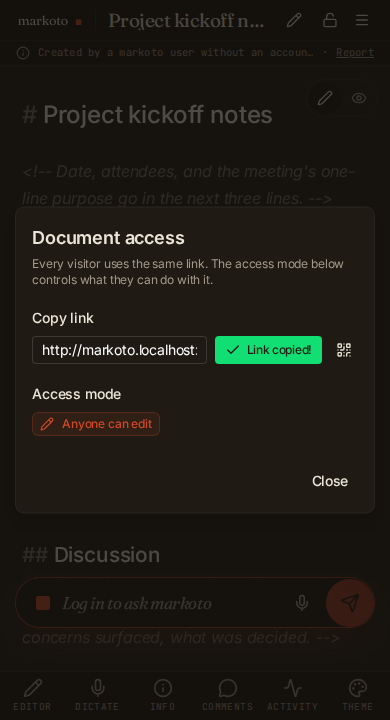 markoto
Project kickoff n...
Created by a markoto user without an accoun… · Report
# Project kickoff notes
<!-- Date, attendees, and the meeting's one-
line purpose go in the next three lines. -->
Document access
Every visitor uses the same link. The access mode below
controls what they can do with it.
Copy link
http://markoto.localhost:
Link copied!
Access mode
Anyone can edit
Close
## Discussion
Log in to ask markoto
concerns surfaced, what was decided. -->
EDITOR
DICTATE
INFO
COMMENTS
ACTIVITY
THEME